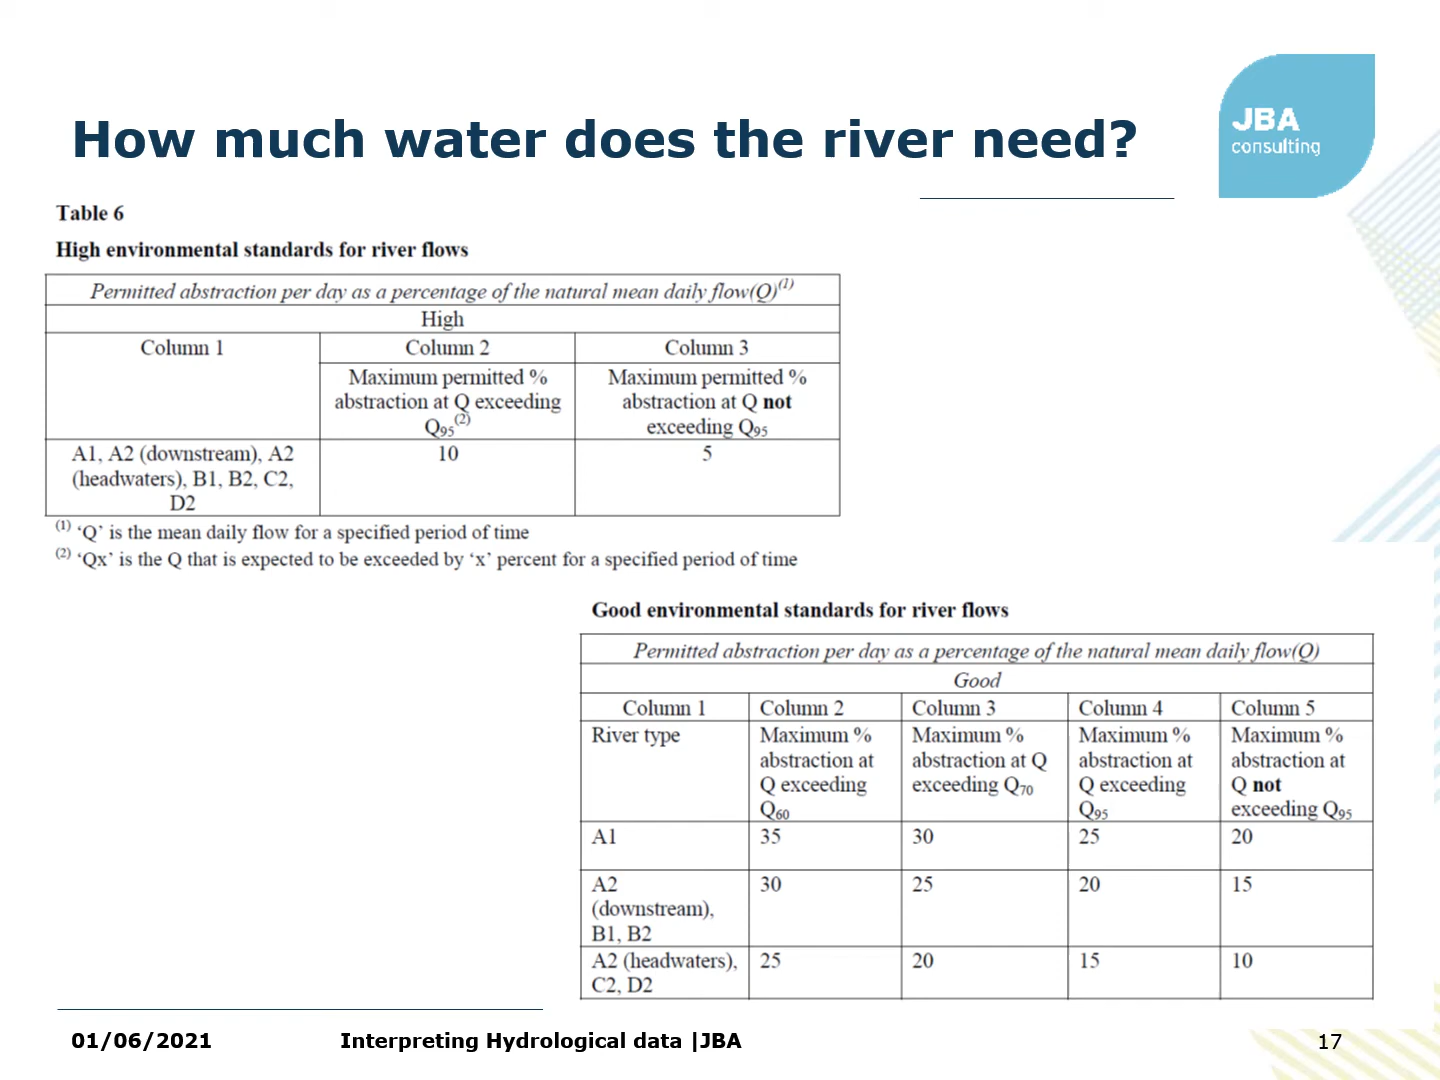 How much water does the river need?
JBA
consulting
Table 6
High environmental standards for river flows
Permitted abstraction per day as a percentage of the natural mean daily flow(Q)(1)
High
Column 1
Column 2
Column 3
Maximum permitted %
abstraction at Q exceeding
Q95(2)
Maximum permitted %
abstraction at Q not
exceeding Q95
A1, A2 (downstream), A2
(headwaters), B1, B2, C2,
D2
10
5
(1) ‘Q’ is the mean daily flow for a specified period of time
(2) ‘Qx’ is the Q that is expected to be exceeded by ‘x’ percent for a specified period of time
Good environmental standards for river flows
Permitted abstraction per day as a percentage of the natural mean daily flow(Q)
Good
Column 1
Column 2
Column 3
Column 4
Column 5
River type
Maximum %
abstraction at
Q exceeding
Q60
Maximum %
abstraction at Q
exceeding Q70
Maximum %
abstraction at
Q exceeding
Q95
Maximum %
abstraction at
Q not
exceeding Q95
A1
35
30
25
20
A2
(downstream),
B1, B2
30
25
20
15
A2 (headwaters),
C2, D2
25
20
15
10
01/06/2021
Interpreting Hydrological data |JBA
17